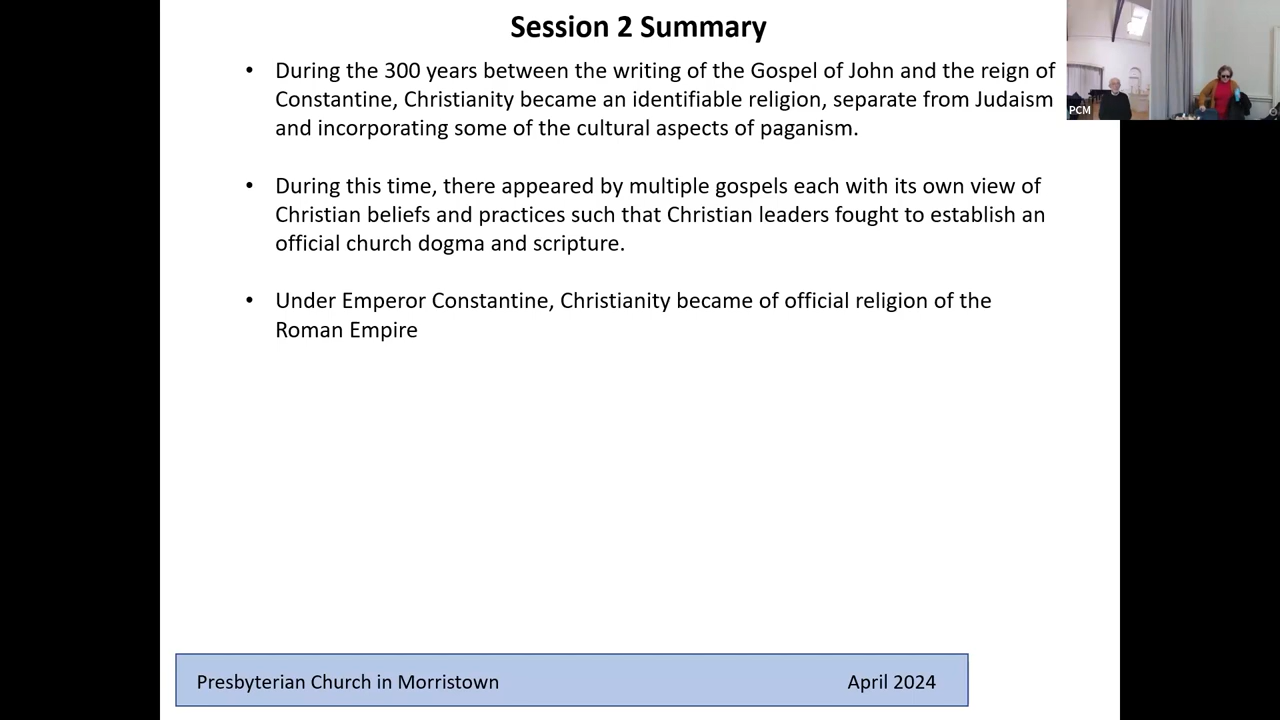 Session 2 Summary
• During the 300 years between the writing of the Gospel of John and the reign of
Constantine, Christianity became an identifiable religion, separate from Judaism
and incorporating some of the cultural aspects of paganism.
• During this time, there appeared by multiple gospels each with its own view of
Christian beliefs and practices such that Christian leaders fought to establish an
official church dogma and scripture.
• Under Emperor Constantine, Christianity became of official religion of the
Roman Empire
PCM
Presbyterian Church in Morristown April 2024